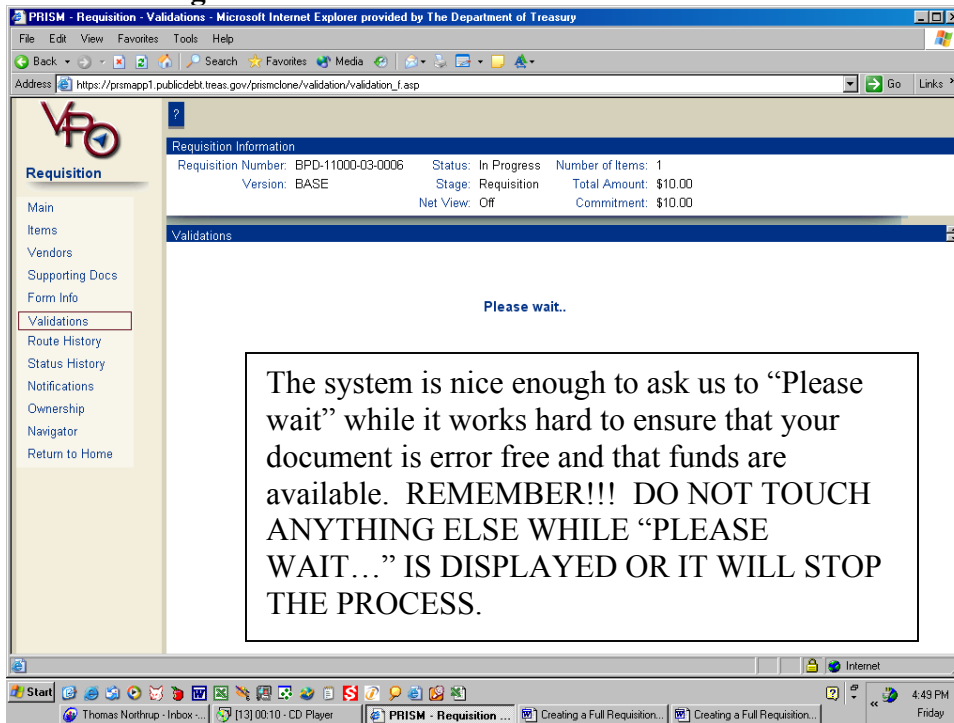 PRISM - Requisition - Validations - Microsoft Internet Explorer provided by The Department of Treasury
File Edit View Favorites Tools Help
Back Search Favorites Media
Address https://prsmapp1.publicdebt.treas.gov/prismclone/validation/validation_f.asp Go Links »
VPO
?
Requisition Information
Requisition Number: BPD-11000-03-0006 Status: In Progress Number of Items: 1
Version: BASE Stage: Requisition Total Amount: $10.00
Net View: Off Commitment: $10.00
Requisition
Main
Items
Vendors
Supporting Docs
Form Info
Validations
Route History
Status History
Notifications
Ownership
Navigator
Return to Home
Validations
Please wait..
The system is nice enough to ask us to “Please
wait” while it works hard to ensure that your
document is error free and that funds are
available. REMEMBER!!! DO NOT TOUCH
ANYTHING ELSE WHILE “PLEASE
WAIT…” IS DISPLAYED OR IT WILL STOP
THE PROCESS.
Internet
Start « 4:49 PM
Thomas Northrup - Inbox -... [13] 00:10 - CD Player PRISM - Requisition ... Creating a Full Requisition... Creating a Full Requisition... Friday